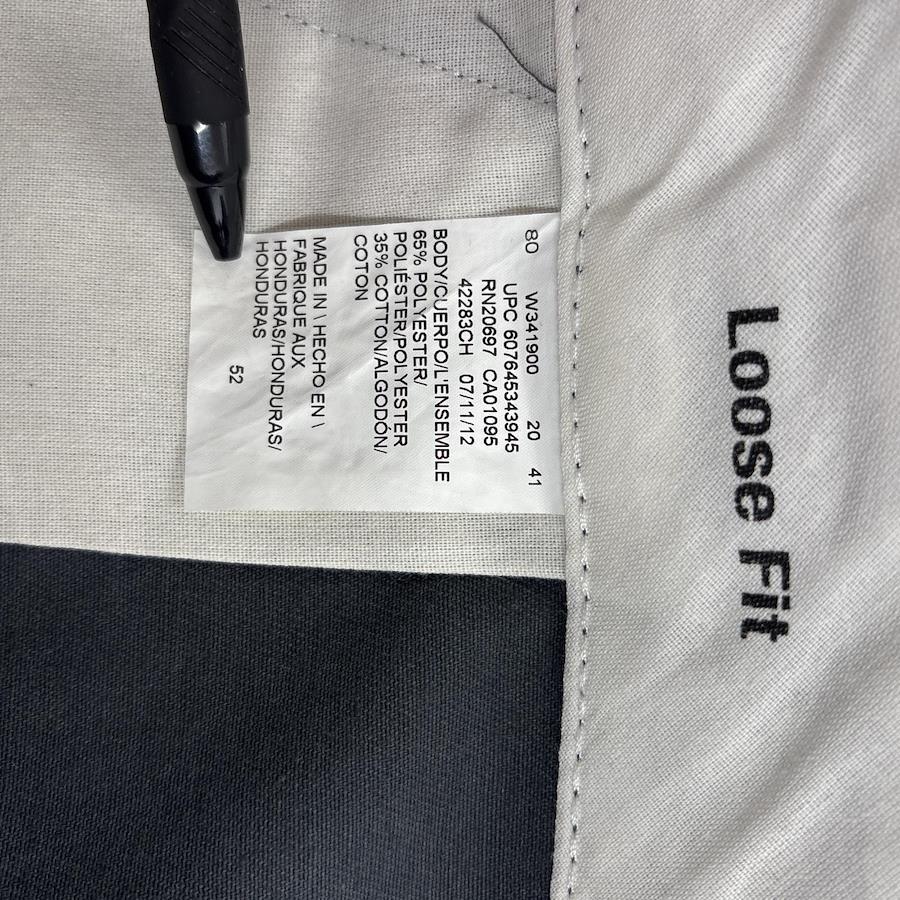 80 W341900 20 41
UPC 607645343945
RN20697 CA01095
42283CH 07/11/12
BODY/CUERPO/L'ENSEMBLE
65% POLYESTER/
POLIÉSTER/POLYESTER
35% COTTON/ALGODÓN/
COTON
MADE IN \ HECHO EN \
FABRIQUE AUX
HONDURAS/HONDURAS/
HONDURAS
52
Loose Fit